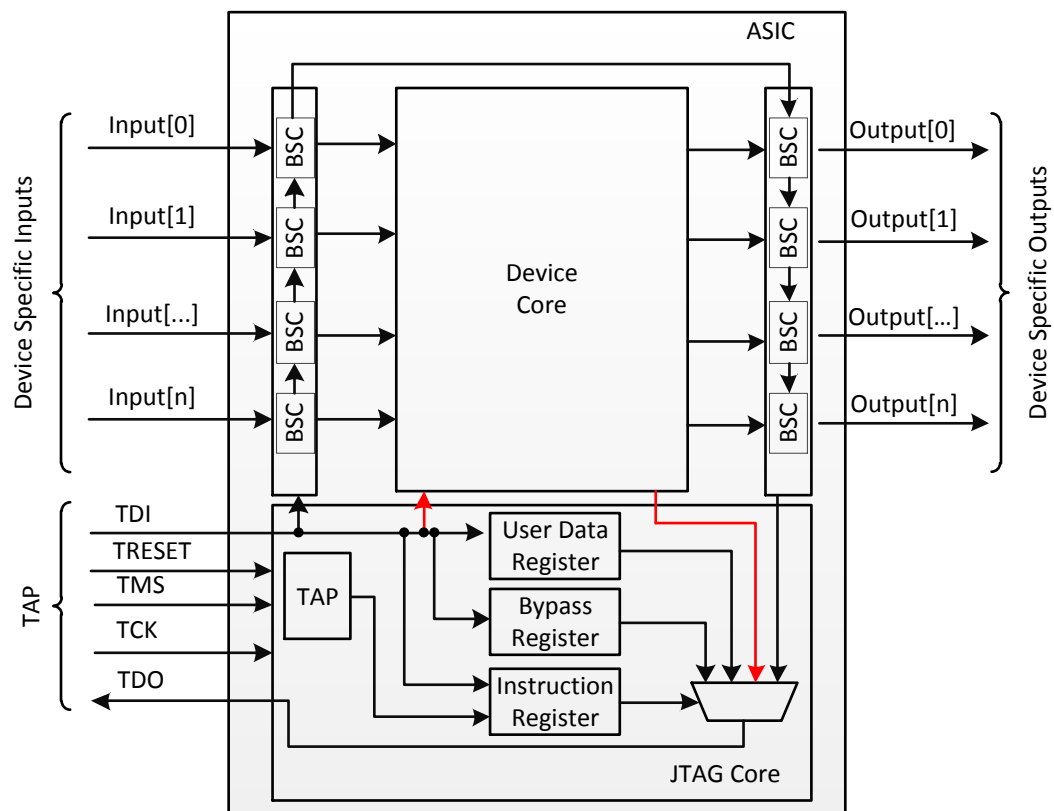 ASIC
Device Specific Inputs
Input[0]
Input[1]
Input[...]
Input[n]
BSC
BSC
BSC
BSC
Device
Core
BSC
BSC
BSC
BSC
Output[0]
Output[1]
Output[...]
Output[n]
Device Specific Outputs
TAP
TDI
TRESET
TMS
TCK
TDO
TAP
User Data
Register
Bypass
Register
Instruction
Register
JTAG Core